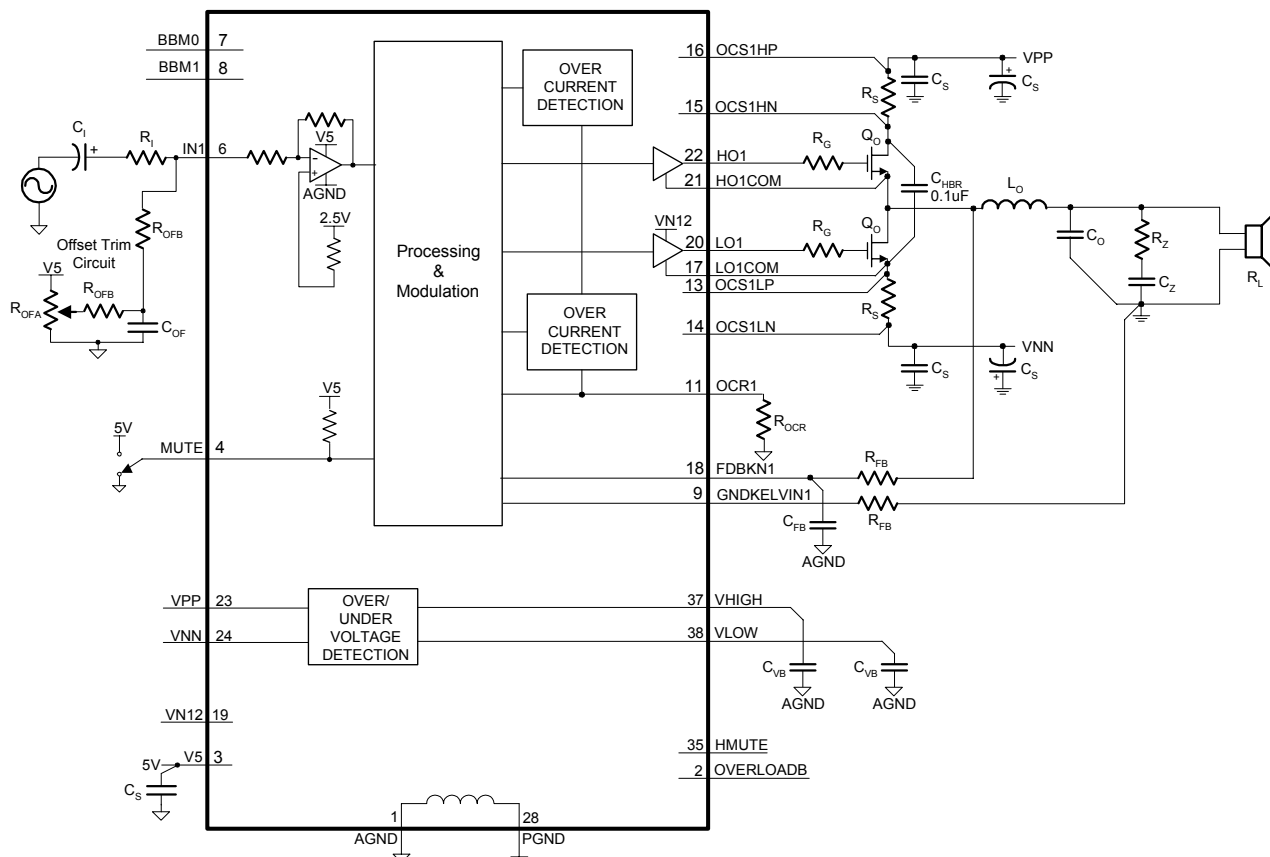 BBM0 7
BBM1 8
C_I +
R_I
IN1 6
R_OFB
Offset Trim
Circuit
V5
R_OFA
R_OFB
C_OF
5V
MUTE 4
VPP 23
VNN 24
VN12 19
5V
V5 3
C_S
V5
-
+
AGND
2.5V
V5
Processing
&
Modulation
OVER
CURRENT
DETECTION
OVER
CURRENT
DETECTION
VN12
OVER/
UNDER
VOLTAGE
DETECTION
1
AGND
28
PGND
16 OCS1HP
15 OCS1HN
22 HO1
21 HO1COM
20 LO1
17 LO1COM
13 OCS1LP
14 OCS1LN
11 OCR1
18 FDBKN1
9 GNDKELVIN1
37 VHIGH
38 VLOW
35 HMUTE
2 OVERLOADB
R_S
C_S
+
C_S
VPP
R_G
Q_O
C_HBR
0.1uF
R_G
Q_O
R_S
L_O
C_O
R_Z
C_Z
R_L
VNN
C_S
+
C_S
R_OCR
R_FB
R_FB
C_FB
AGND
C_VB
AGND
C_VB
AGND